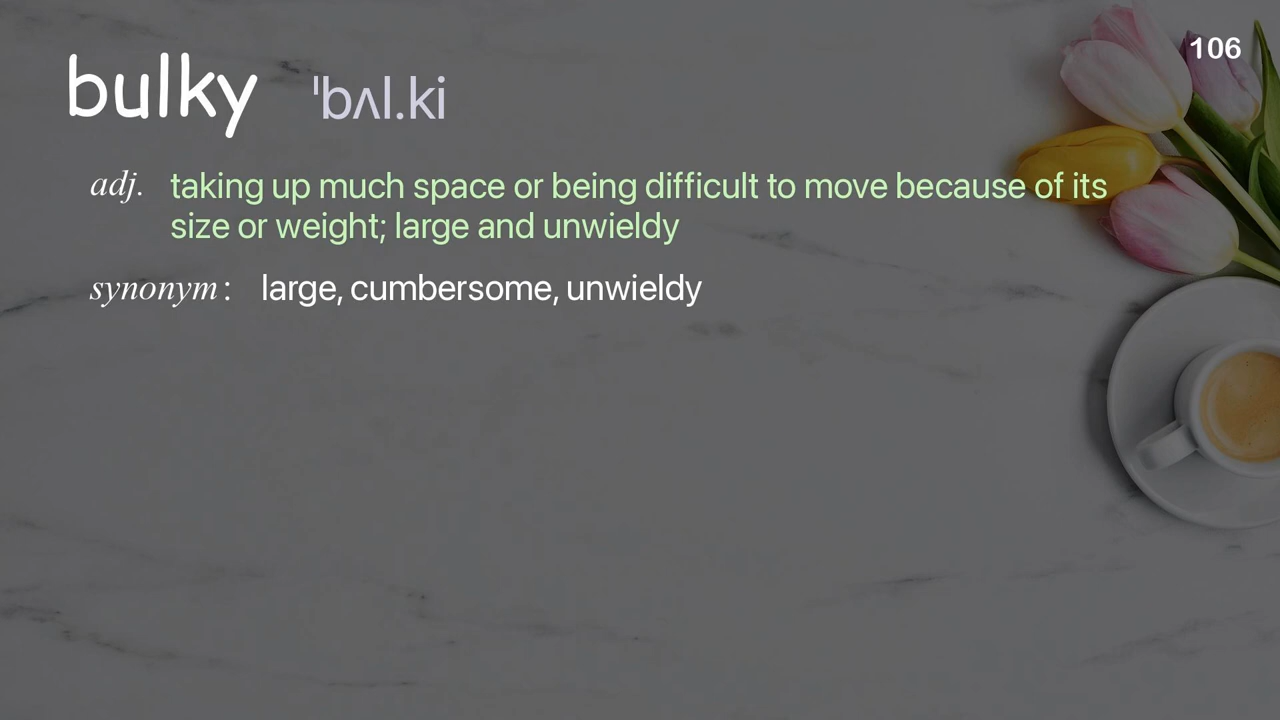 106
bulky ˈbʌl.ki
adj. taking up much space or being difficult to move because of its
size or weight; large and unwieldy
synonym: large, cumbersome, unwieldy